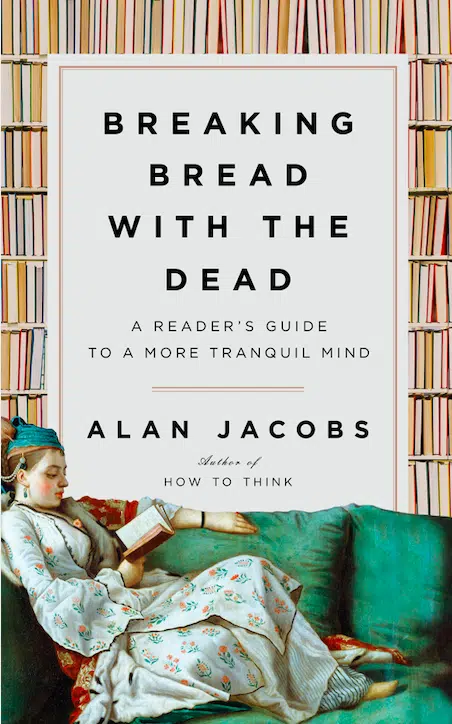 BREAKING
BREAD
WITH THE
DEAD
A READER'S GUIDE
TO A MORE TRANQUIL MIND
ALAN JACOBS
Author of
HOW TO THINK